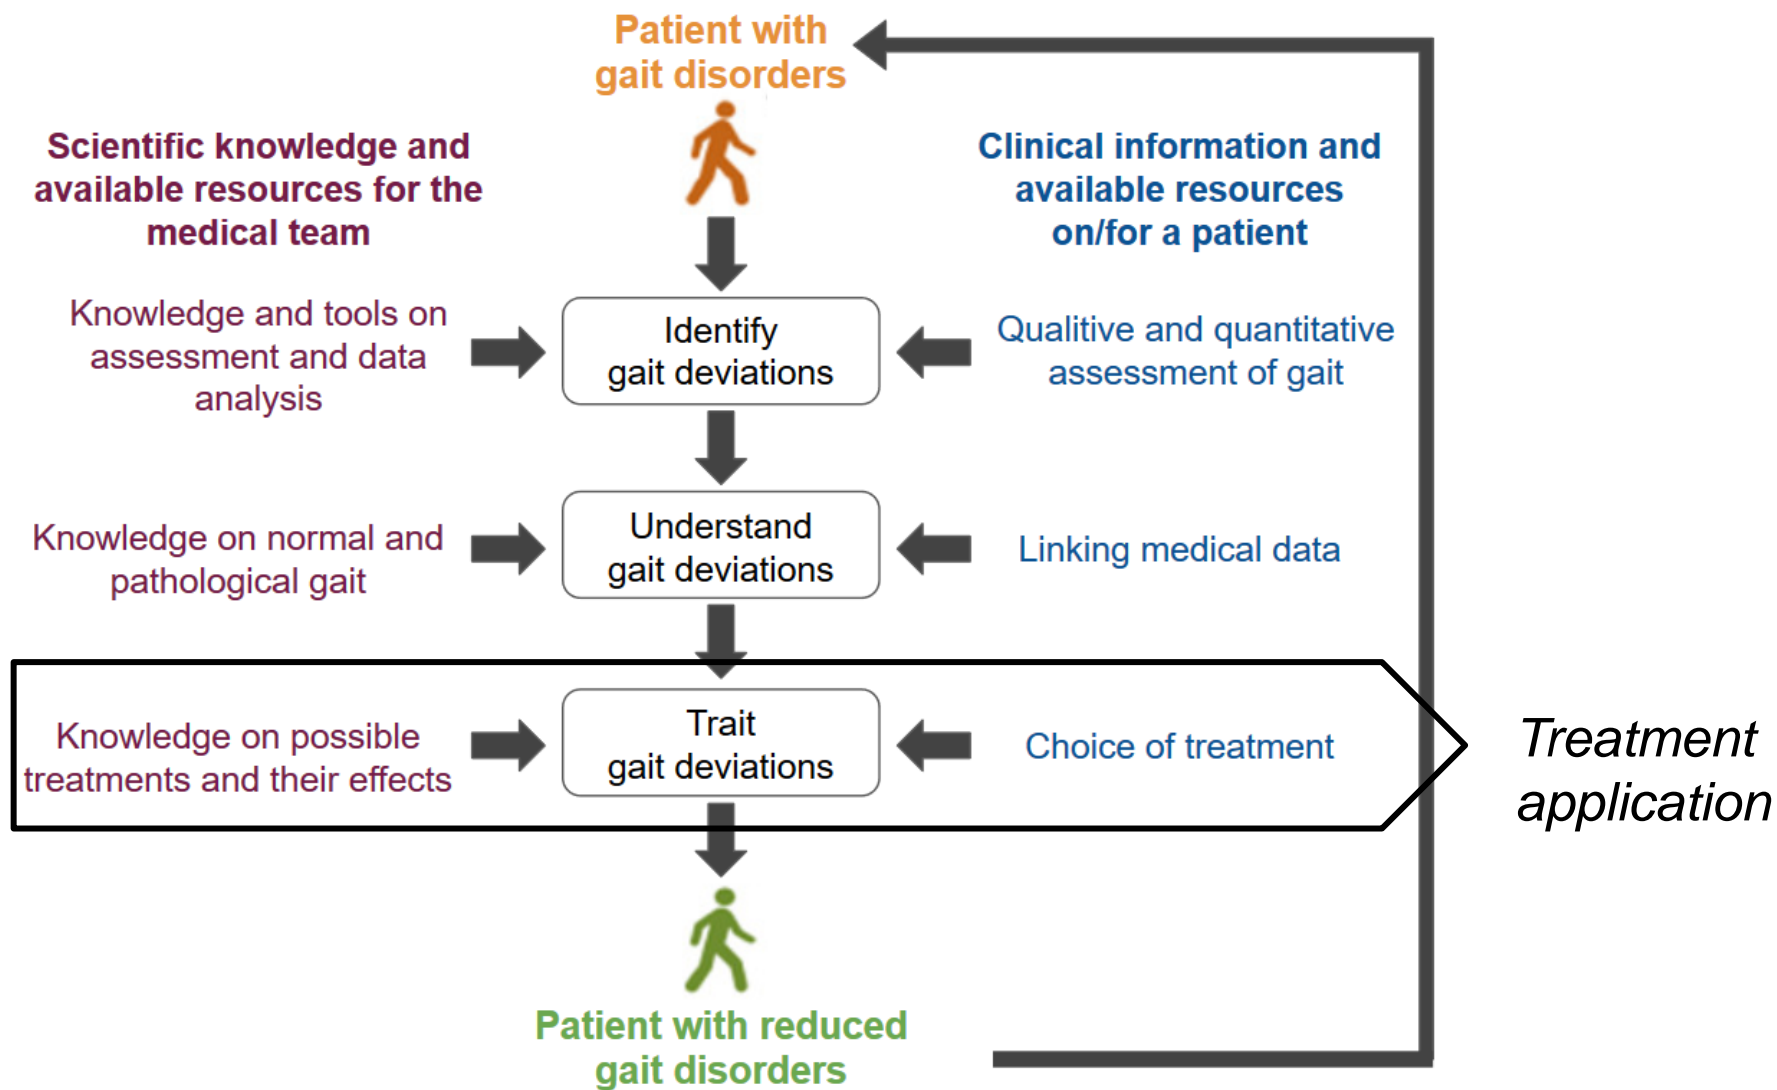 Patient with
gait disorders
Scientific knowledge and
available resources for the
medical team
Clinical information and
available resources
on/for a patient
Knowledge and tools on
assessment and data
analysis
Identify
gait deviations
Qualitive and quantitative
assessment of gait
Knowledge on normal and
pathological gait
Understand
gait deviations
Linking medical data
Knowledge on possible
treatments and their effects
Trait
gait deviations
Choice of treatment
Treatment
application
Patient with reduced
gait disorders